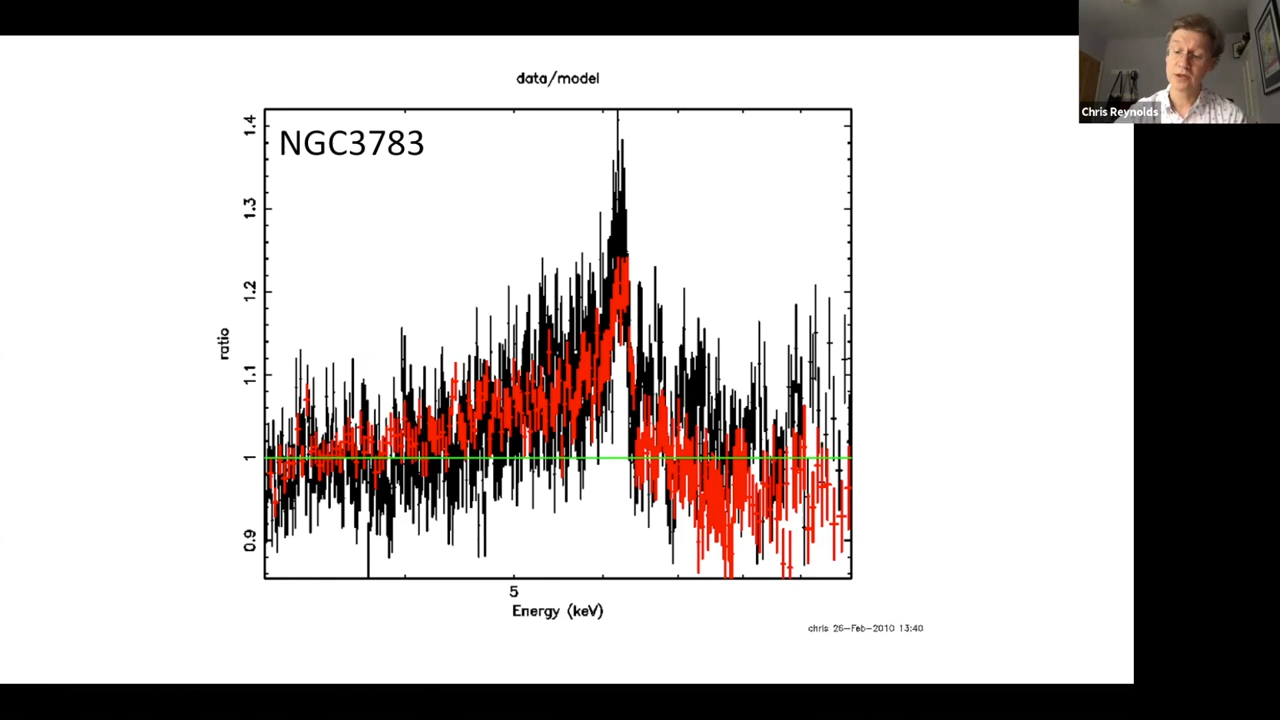 Chris Reynolds
data/model
NGC3783
1.4
1.3
1.2
1.1
1
0.9
ratio
5
Energy (keV)
chris 26-Feb-2010 13:40